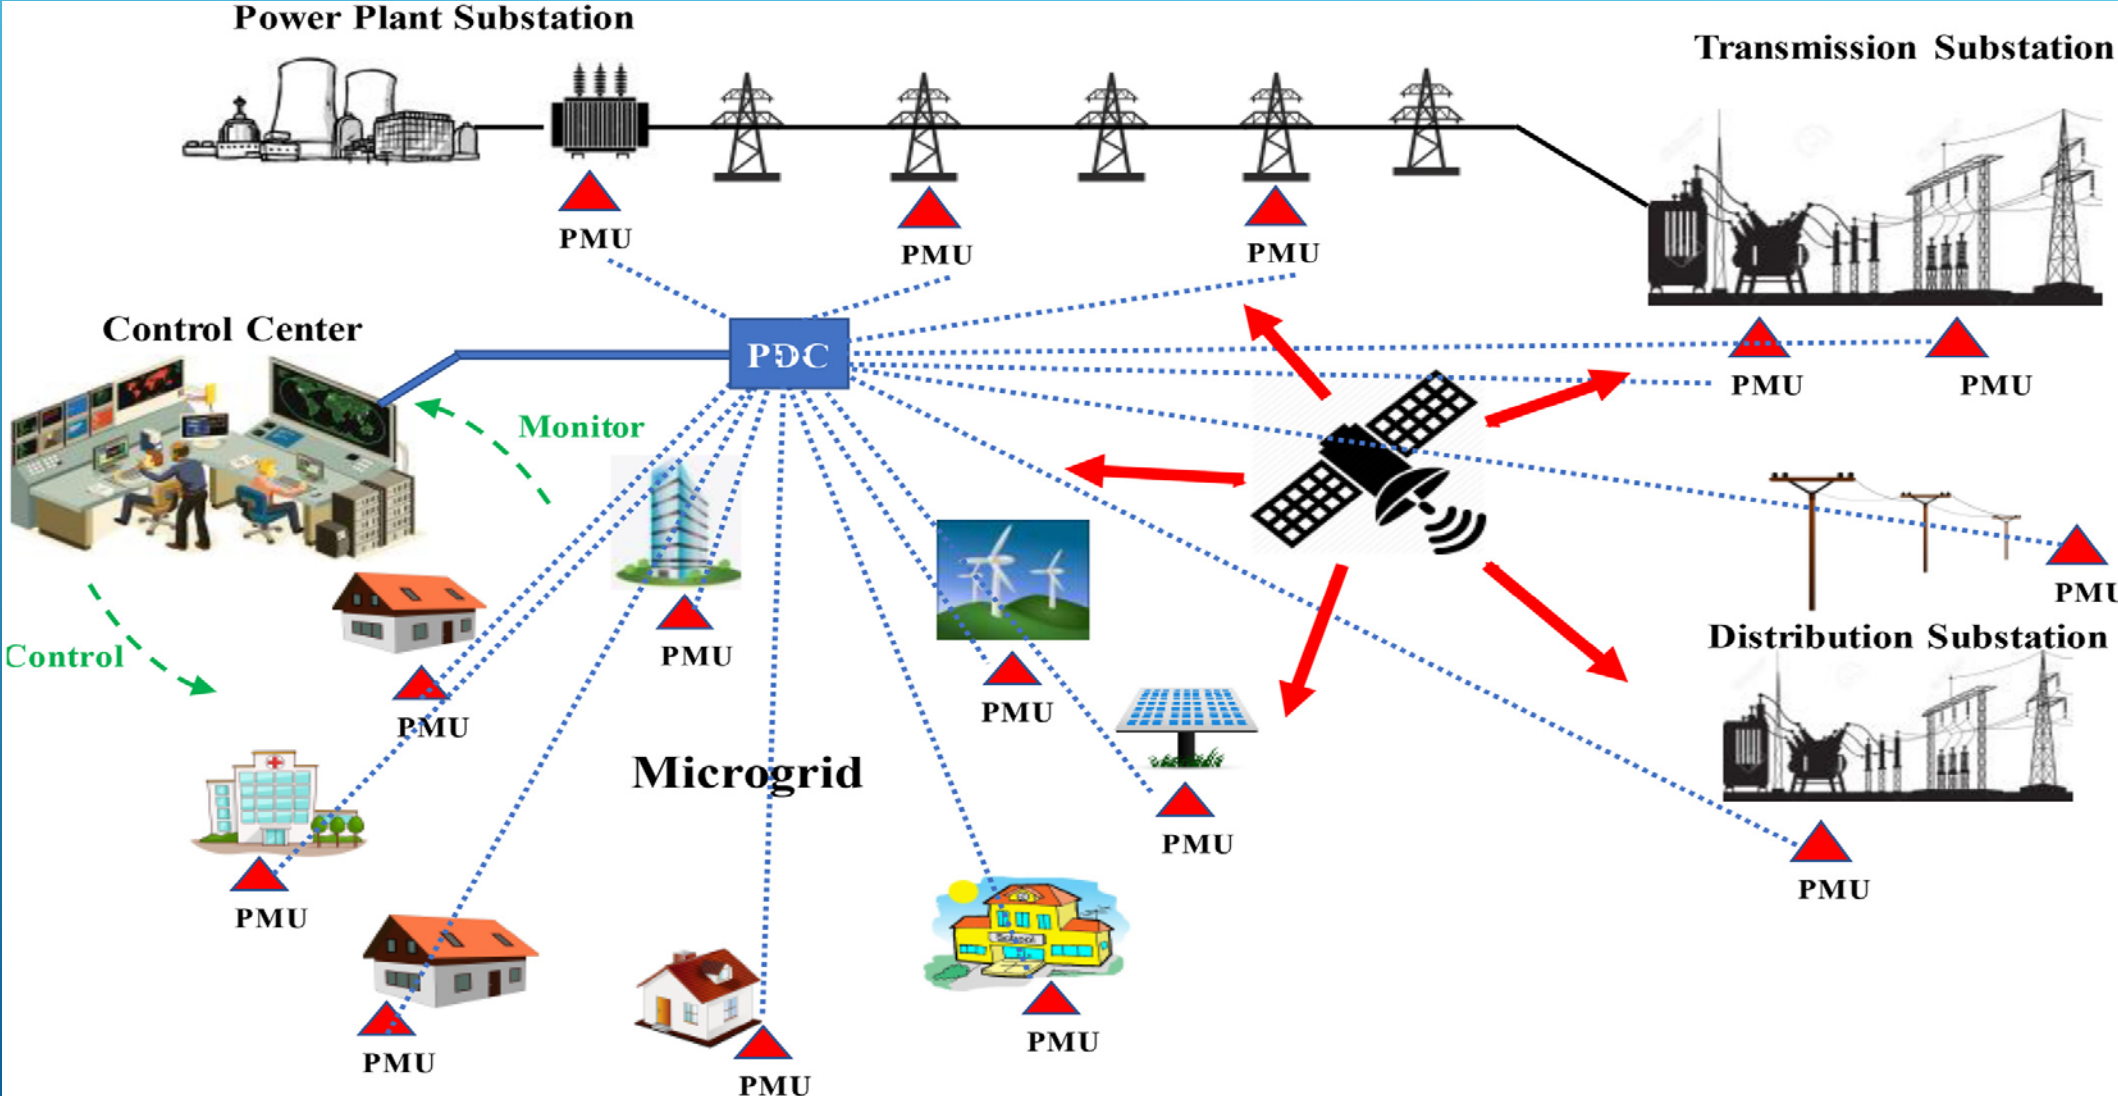 Power Plant Substation
Transmission Substation
PMU
PMU
PMU
Control Center
PDC
PMU
PMU
Monitor
PMU
Distribution Substation
Control
PMU
PMU
PMU
Microgrid
PMU
PMU
PMU
School
PMU
PMU
PMU